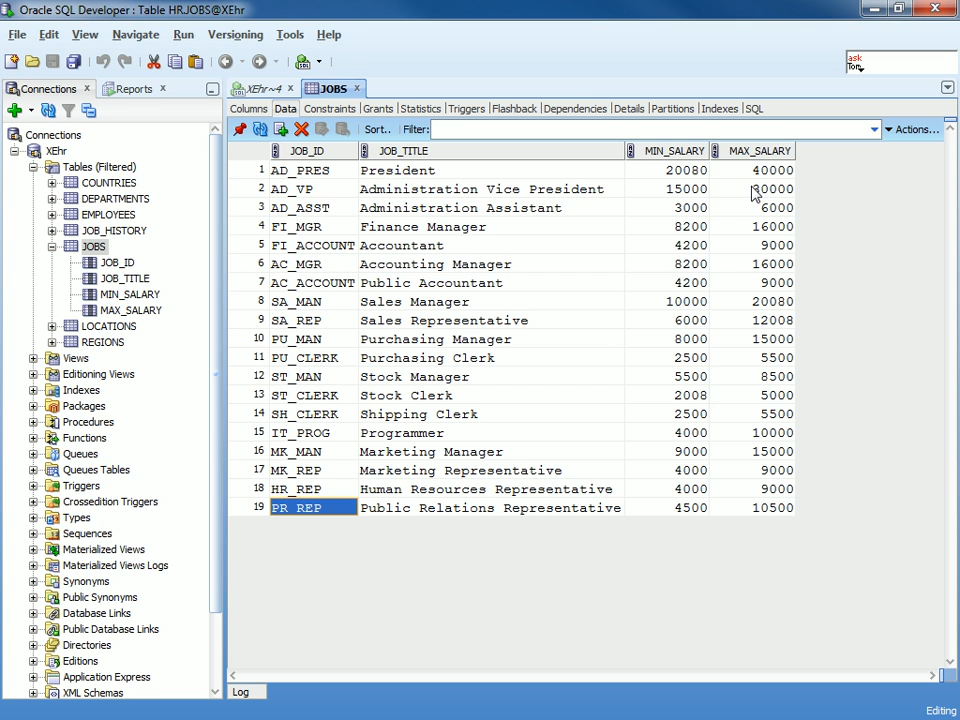 Oracle SQL Developer : Table HR.JOBS@XEhr
File Edit View Navigate Run Versioning Tools Help
ask Tom
Connections Reports XEhr~4 JOBS
Columns Data Constraints Grants Statistics Triggers Flashback Dependencies Details Partitions Indexes SQL
Sort.. Filter: Actions...
Connections
XEhr
Tables (Filtered)
COUNTRIES
DEPARTMENTS
EMPLOYEES
JOB_HISTORY
JOBS
JOB_ID
JOB_TITLE
MIN_SALARY
MAX_SALARY
LOCATIONS
REGIONS
Views
Editioning Views
Indexes
Packages
Procedures
Functions
Queues
Queues Tables
Triggers
Crossedition Triggers
Types
Sequences
Materialized Views
Materialized Views Logs
Synonyms
Public Synonyms
Database Links
Public Database Links
Directories
Editions
Application Express
XML Schemas
JOB_ID JOB_TITLE MIN_SALARY MAX_SALARY
1 AD_PRES President 20080 40000
2 AD_VP Administration Vice President 15000
3 AD_ASST Administration Assistant 3000 6000
4 FI_MGR Finance Manager 8200 16000
5 FI_ACCOUNT Accountant 4200 9000
6 AC_MGR Accounting Manager 8200 16000
7 AC_ACCOUNT Public Accountant 4200 9000
8 SA_MAN Sales Manager 10000 20080
9 SA_REP Sales Representative 6000 12008
10 PU_MAN Purchasing Manager 8000 15000
11 PU_CLERK Purchasing Clerk 2500 5500
12 ST_MAN Stock Manager 5500 8500
13 ST_CLERK Stock Clerk 2008 5000
14 SH_CLERK Shipping Clerk 2500 5500
15 IT_PROG Programmer 4000 10000
16 MK_MAN Marketing Manager 9000 15000
17 MK_REP Marketing Representative 4000 9000
18 HR_REP Human Resources Representative 4000 9000
19 PR_REP Public Relations Representative 4500 10500
Log
Editing